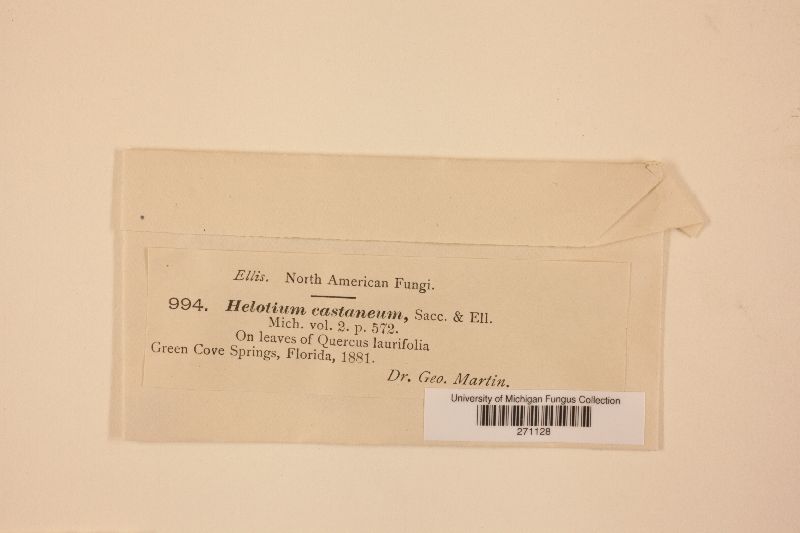 Ellis. North American Fungi.
994. Helotium castaneum, Sacc. & Ell.
Mich. vol. 2. p. 572.
On leaves of Quercus laurifolia
Green Cove Springs, Florida, 1881.
Dr. Geo. Martin.
University of Michigan Fungus Collection
271128